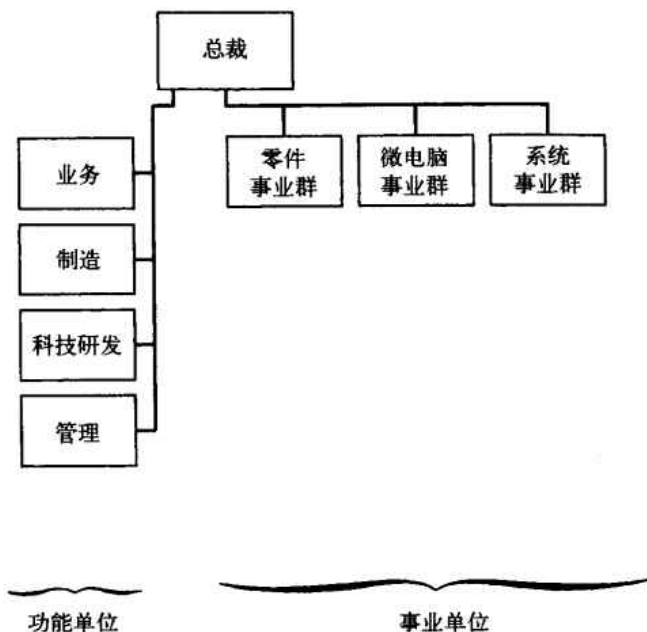 总裁
零件
事业群
微电脑
事业群
系统
事业群
业务
制造
科技研发
管理
功能单位
事业单位